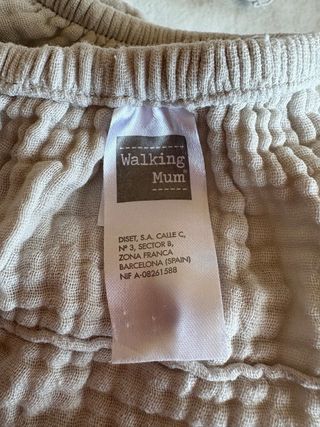 Walking
Mum
DISET, S.A. CALLE C,
Nº 3, SECTOR B,
ZONA FRANCA
BARCELONA (SPAIN)
NIF A-08261588